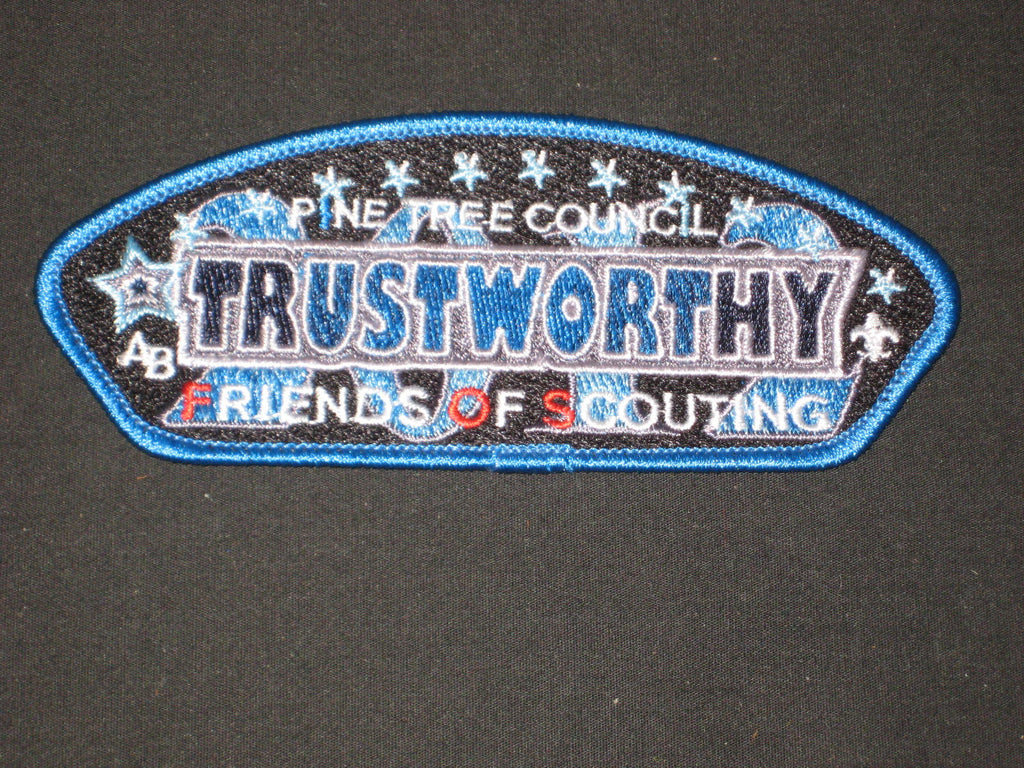 PINE TREE COUNCIL
TRUSTWORTHY
AB
FRIENDS OF SCOUTING